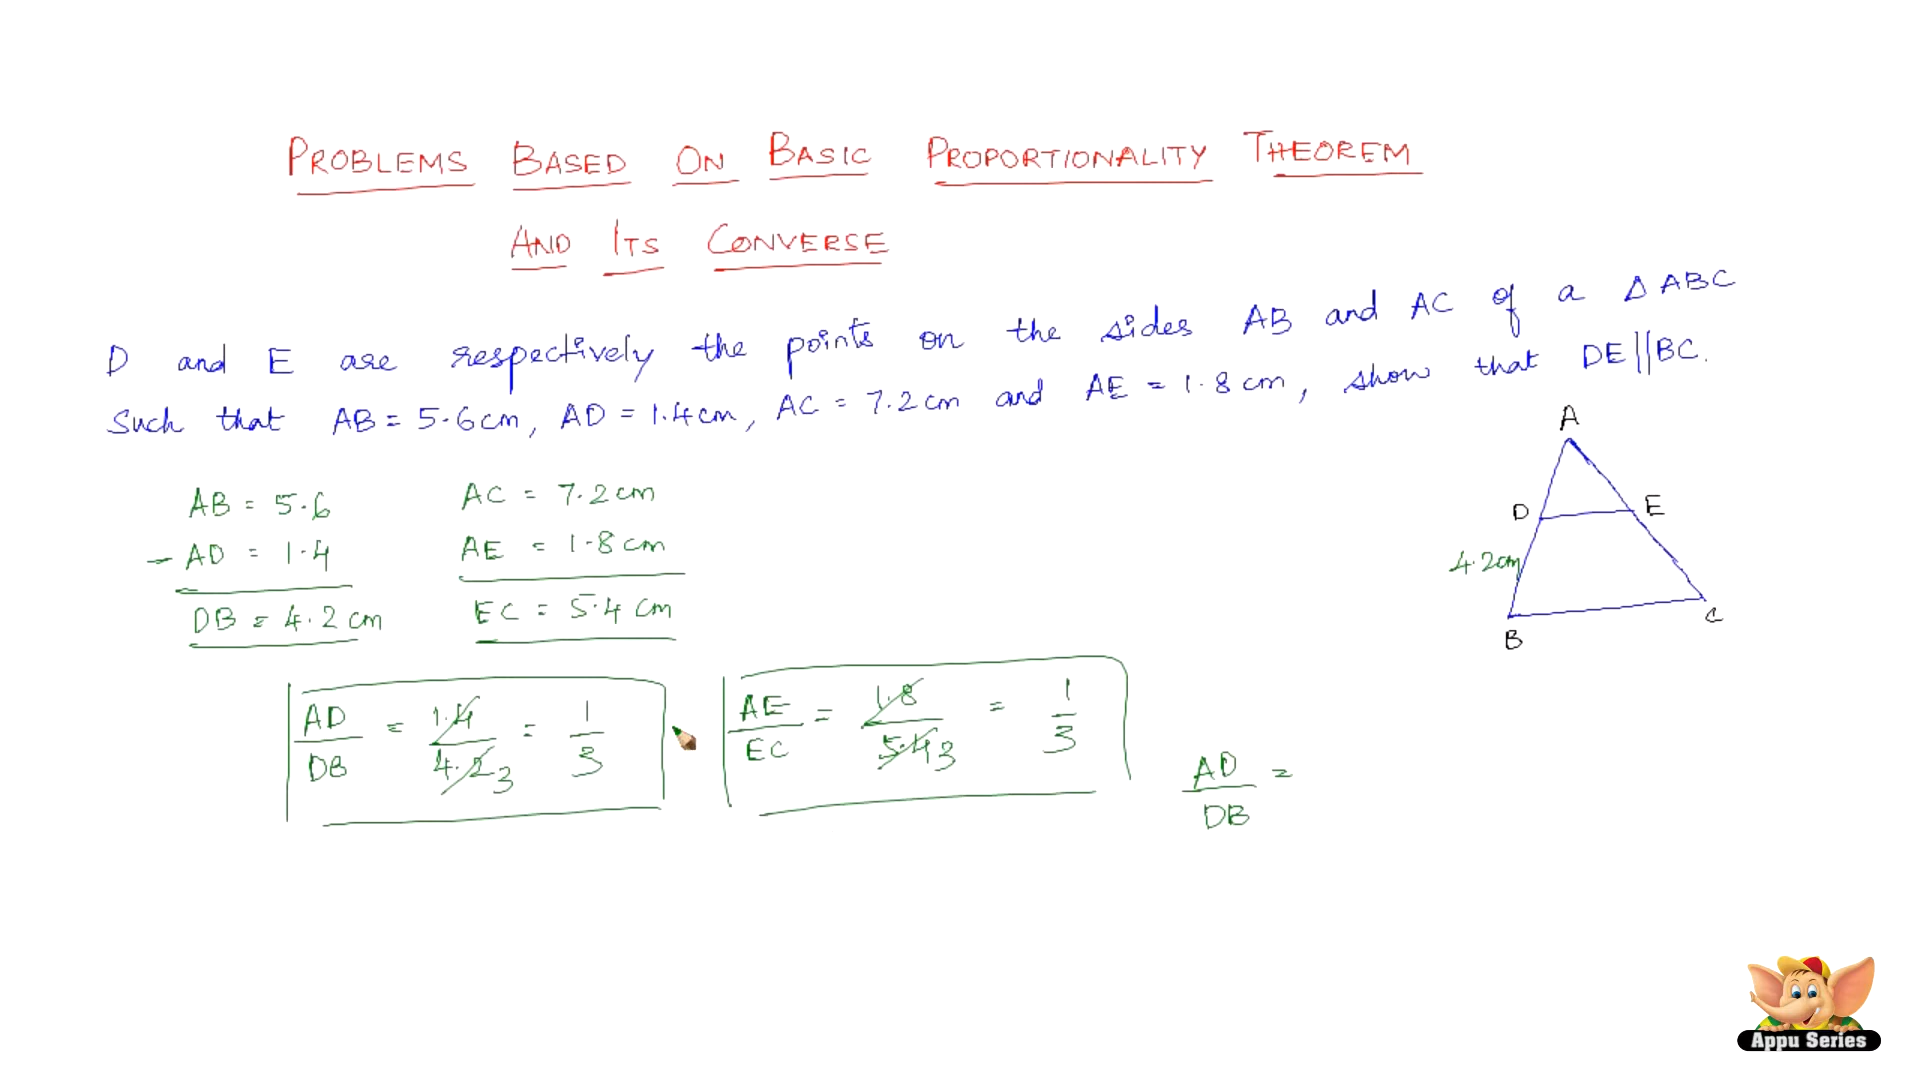 PROBLEMS BASED ON BASIC PROPORTIONALITY THEOREM
AND ITS CONVERSE
D and E are respectively the points on the sides AB and AC of a Δ ABC
Such that AB = 5.6cm, AD = 1.4cm, AC = 7.2cm and AE = 1.8cm, show that DE||BC.
AB = 5.6
- AD = 1.4
DB = 4.2 cm
AC = 7.2 cm
AE = 1.8 cm
EC = 5.4 cm
A
D
E
4.2cm
B
C
AD/DB = 1.4/4.2 3 = 1/3
AE/EC = 1.8/5.4 3 = 1/3
AD/DB =
Appu Series